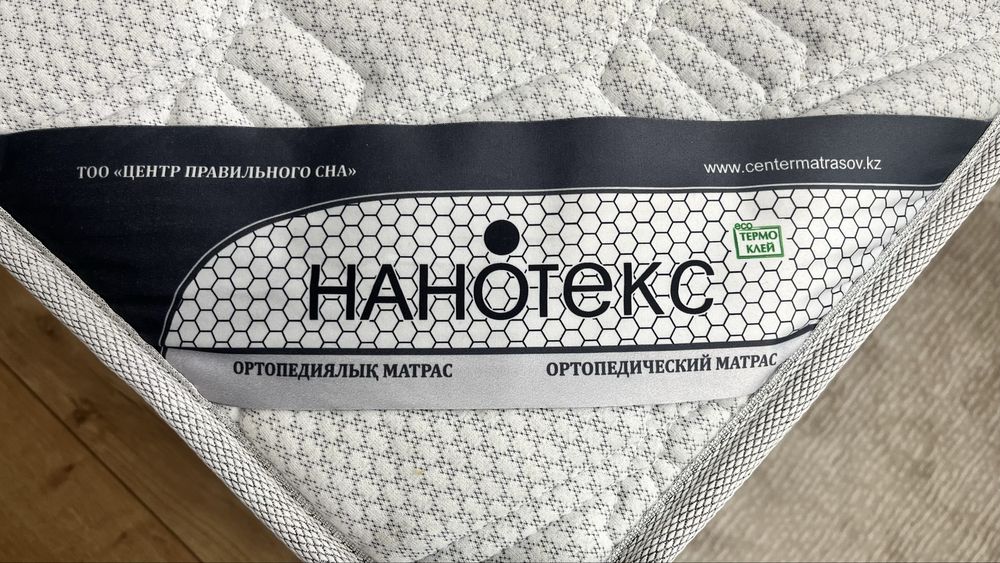 ТОО «ЦЕНТР ПРАВИЛЬНОГО СНА»
www.centermatrasov.kz
eco
ТЕРМО
КЛЕЙ
НАНОТЕКС
ОРТОПЕДИЯЛЫҚ МАТРАС
ОРТОПЕДИЧЕСКИЙ МАТРАС